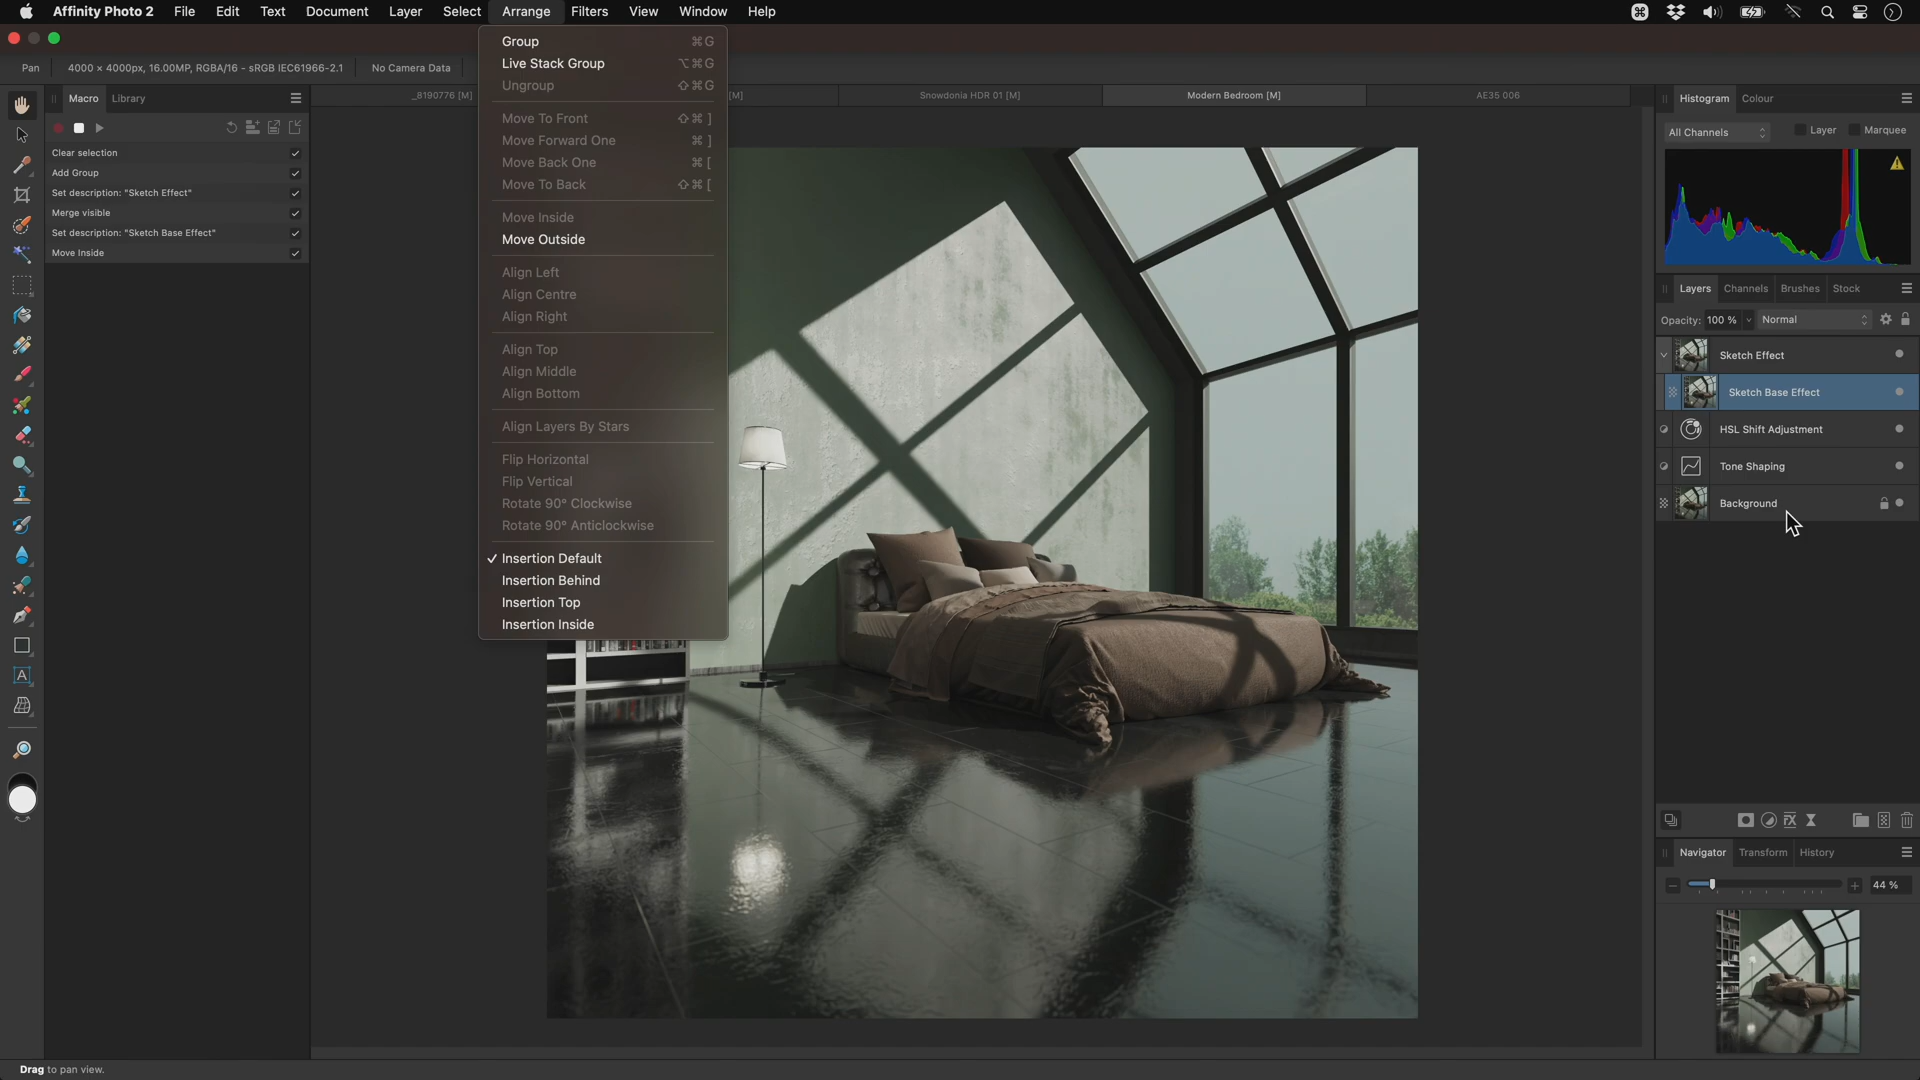 Affinity Photo 2 File Edit Text Document Layer Select Arrange Filters View Window Help
Pan 4000 × 4000px, 16.00MP, RGBA/16 - sRGB IEC61966-2.1 No Camera Data
Macro Library
Clear selection
Add Group
Set description: "Sketch Effect"
Merge visible
Set description: "Sketch Base Effect"
Move Inside
Group ⌘G
Live Stack Group ⌥⌘G
Ungroup ⇧⌘G
Move To Front ⇧⌘]
Move Forward One ⌘]
Move Back One ⌘[
Move To Back ⇧⌘[
Move Inside
Move Outside
Align Left
Align Centre
Align Right
Align Top
Align Middle
Align Bottom
Align Layers By Stars
Flip Horizontal
Flip Vertical
Rotate 90° Clockwise
Rotate 90° Anticlockwise
✓ Insertion Default
Insertion Behind
Insertion Top
Insertion Inside
_8190776 [M] [M] Snowdonia HDR 01 [M] Modern Bedroom [M] AE35 006
Histogram Colour
All Channels Layer Marquee
Layers Channels Brushes Stock
Opacity: 100 % Normal
Sketch Effect
Sketch Base Effect
HSL Shift Adjustment
Tone Shaping
Background
Navigator Transform History
44 %
Drag to pan view.